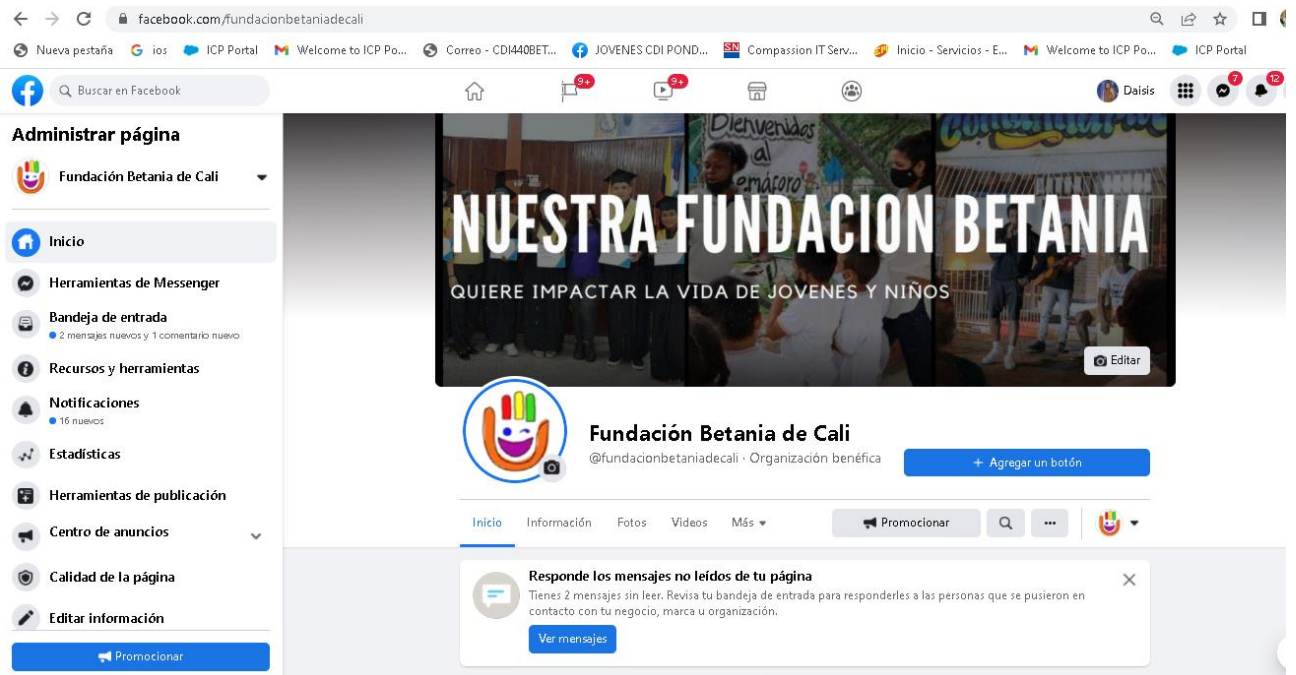 facebook.com/fundacionbetaniadecali
Nueva pestaña
ios
ICP Portal
Welcome to ICP Po...
Correo - CDI440BET...
JOVENES CDI POND...
SN
Compassion IT Serv...
Inicio - Servicios - E...
Welcome to ICP Po...
ICP Portal
Buscar en Facebook
9+
9+
Daisis
7
12
Administrar página
Fundación Betania de Cali
Inicio
Herramientas de Messenger
Bandeja de entrada
2 mensajes nuevos y 1 comentario nuevo
Recursos y herramientas
Notificaciones
16 nuevos
Estadísticas
Herramientas de publicación
Centro de anuncios
Calidad de la página
Editar información
Promocionar
Bienvenidos
al
NUESTRA FUNDACION BETANIA
QUIERE IMPACTAR LA VIDA DE JOVENES Y NIÑOS
Editar
Fundación Betania de Cali
@fundacionbetaniadecali · Organización benéfica
+ Agregar un botón
Inicio
Información
Fotos
Videos
Más
Promocionar
Responde los mensajes no leídos de tu página
Tienes 2 mensajes sin leer. Revisa tu bandeja de entrada para responderles a las personas que se pusieron en
contacto con tu negocio, marca u organización.
Ver mensajes